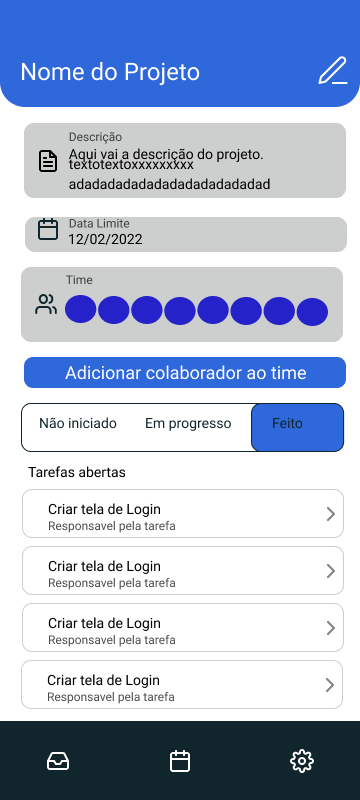 Nome do Projeto
Descrição
Aqui vai a descrição do projeto.
textotextoxxxxxxxxx
adadadadadadadadadadadadad
Data Limite
12/02/2022
Time
Adicionar colaborador ao time
Não iniciado Em progresso Feito
Tarefas abertas
Criar tela de Login
Responsavel pela tarefa
Criar tela de Login
Responsavel pela tarefa
Criar tela de Login
Responsavel pela tarefa
Criar tela de Login
Responsavel pela tarefa